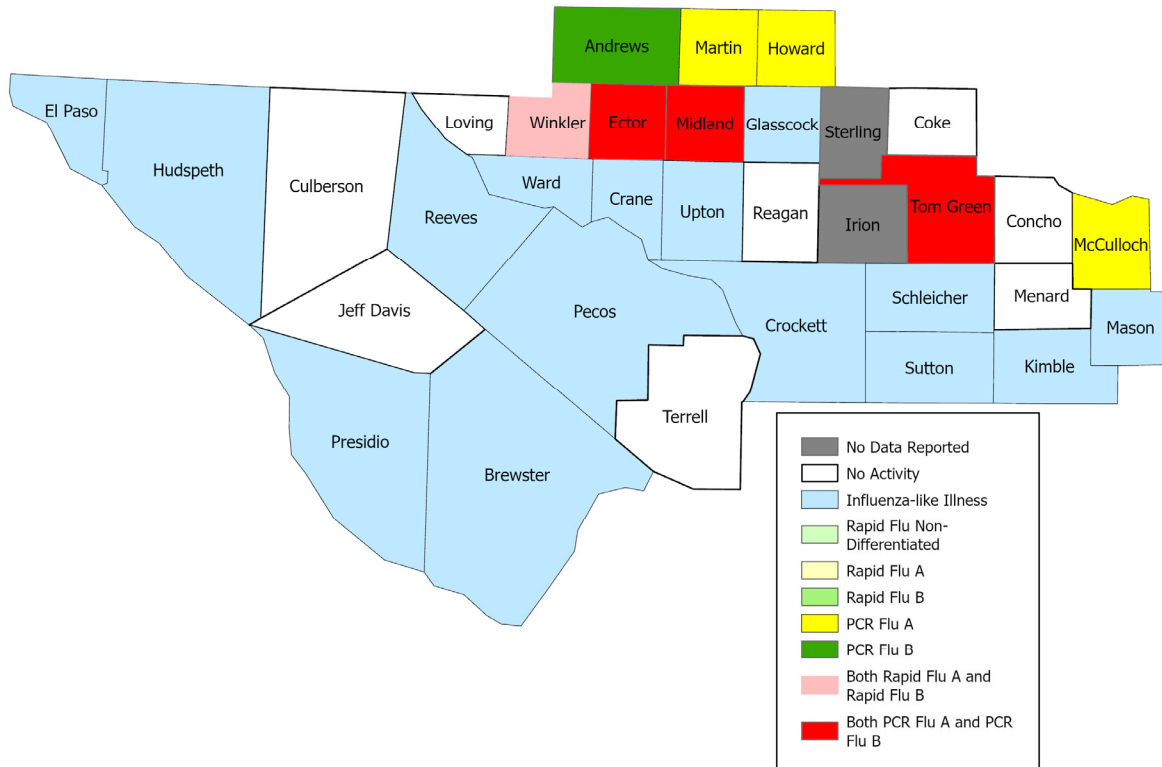 Andrews
Martin
Howard
El Paso
Hudspeth
Culberson
Loving
Winkler
Ector
Midland
Glasscock
Sterling
Coke
Reeves
Ward
Crane
Upton
Reagan
Irion
Tom Green
Concho
McCulloch
Jeff Davis
Pecos
Crockett
Schleicher
Menard
Mason
Sutton
Kimble
Presidio
Brewster
Terrell
No Data Reported
No Activity
Influenza-like Illness
Rapid Flu Non-
Differentiated
Rapid Flu A
Rapid Flu B
PCR Flu A
PCR Flu B
Both Rapid Flu A and
Rapid Flu B
Both PCR Flu A and PCR
Flu B